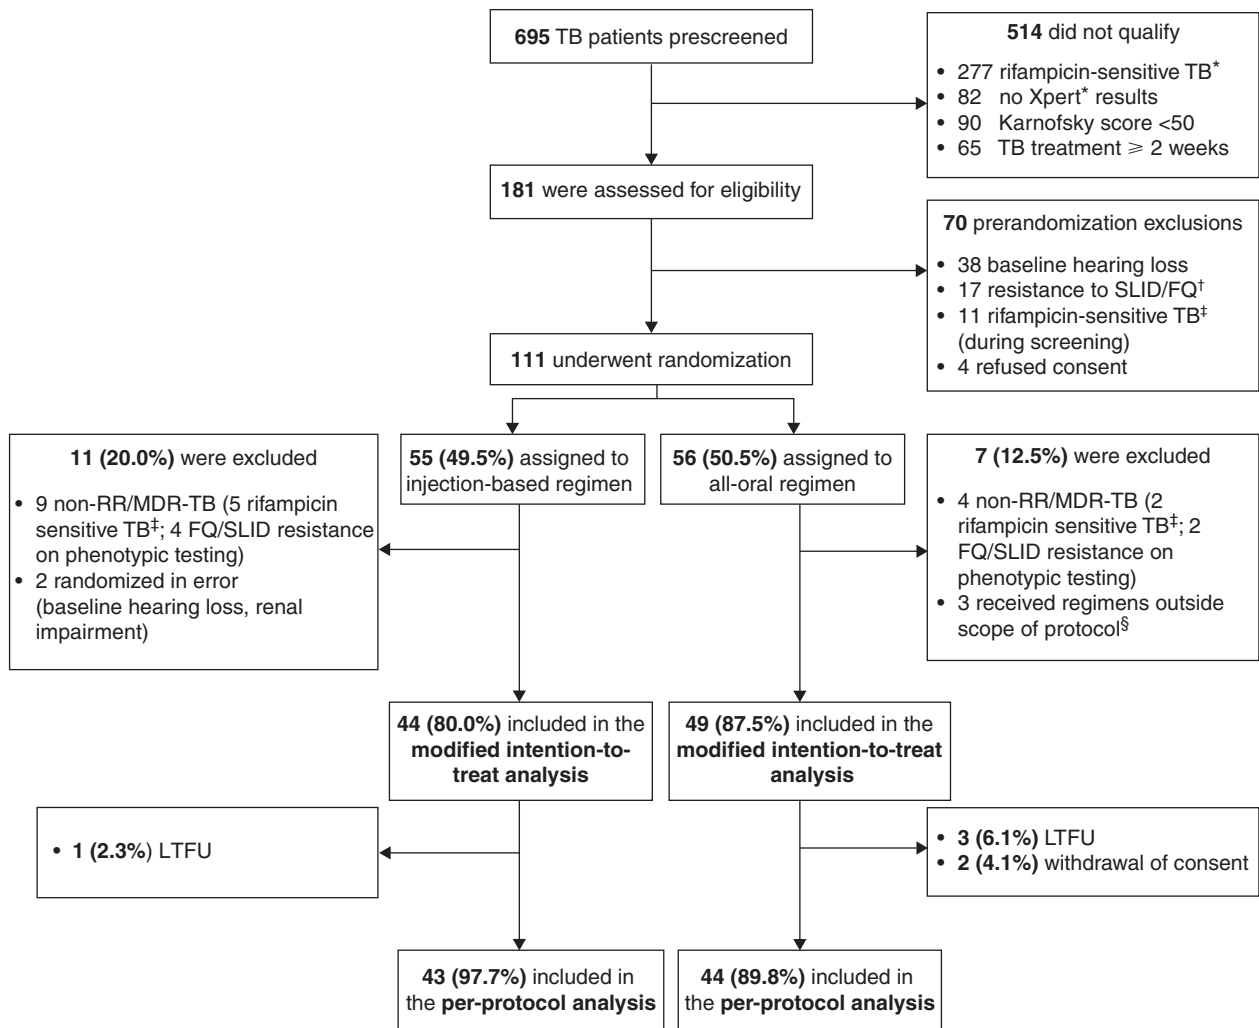 695 TB patients prescreened
514 did not qualify
• 277 rifampicin-sensitive TB*
• 82 no Xpert* results
• 90 Karnofsky score <50
• 65 TB treatment ⩾ 2 weeks
181 were assessed for eligibility
70 prerandomization exclusions
• 38 baseline hearing loss
• 17 resistance to SLID/FQ†
• 11 rifampicin-sensitive TB‡
(during screening)
• 4 refused consent
111 underwent randomization
11 (20.0%) were excluded
• 9 non-RR/MDR-TB (5 rifampicin
sensitive TB‡; 4 FQ/SLID resistance
on phenotypic testing)
• 2 randomized in error
(baseline hearing loss, renal
impairment)
55 (49.5%) assigned to
injection-based regimen
56 (50.5%) assigned to
all-oral regimen
7 (12.5%) were excluded
• 4 non-RR/MDR-TB (2
rifampicin sensitive TB‡; 2
FQ/SLID resistance on
phenotypic testing)
• 3 received regimens outside
scope of protocol§
44 (80.0%) included in the
modified intention-to-
treat analysis
49 (87.5%) included in the
modified intention-to-treat
analysis
• 1 (2.3%) LTFU
• 3 (6.1%) LTFU
• 2 (4.1%) withdrawal of consent
43 (97.7%) included in
the per-protocol analysis
44 (89.8%) included in
the per-protocol analysis